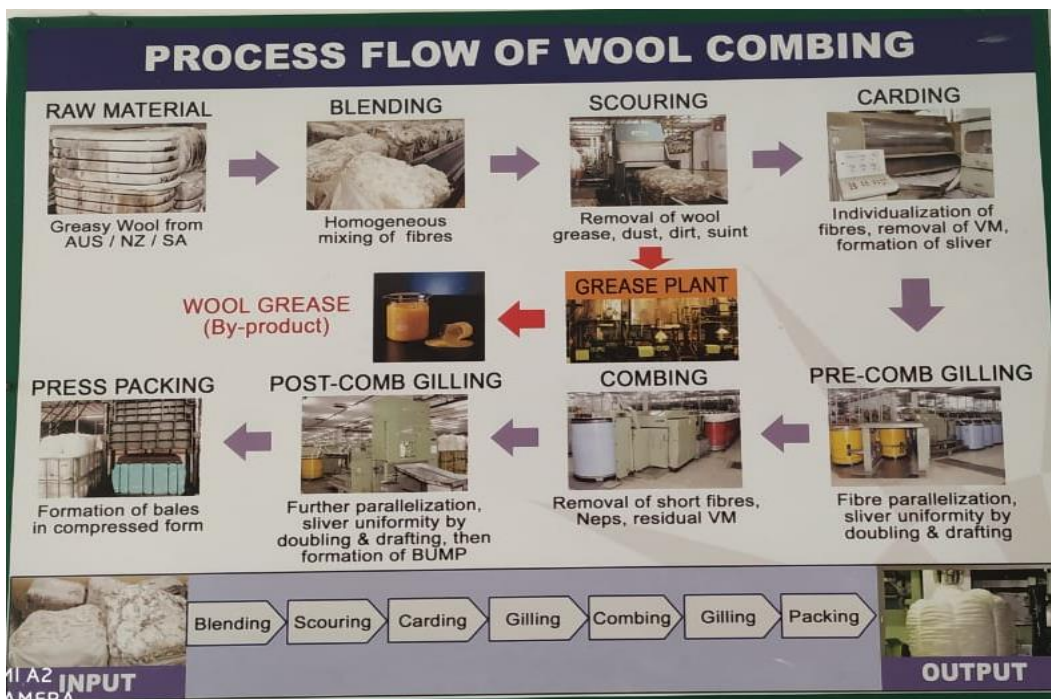 PROCESS FLOW OF WOOL COMBING
RAW MATERIAL
Greasy Wool from
AUS / NZ / SA
BLENDING
Homogeneous
mixing of fibres
SCOURING
Removal of wool
grease, dust, dirt, suint
CARDING
Individualization of
fibres, removal of VM,
formation of sliver
GREASE PLANT
WOOL GREASE
(By-product)
PRE-COMB GILLING
Fibre parallelization,
sliver uniformity by
doubling & drafting
COMBING
Removal of short fibres,
Neps, residual VM
POST-COMB GILLING
Further parallelization,
sliver uniformity by
doubling & drafting, then
formation of BUMP
PRESS PACKING
Formation of bales
in compressed form
INPUT
Blending
Scouring
Carding
Gilling
Combing
Gilling
Packing
OUTPUT
MI A2
CAMERA